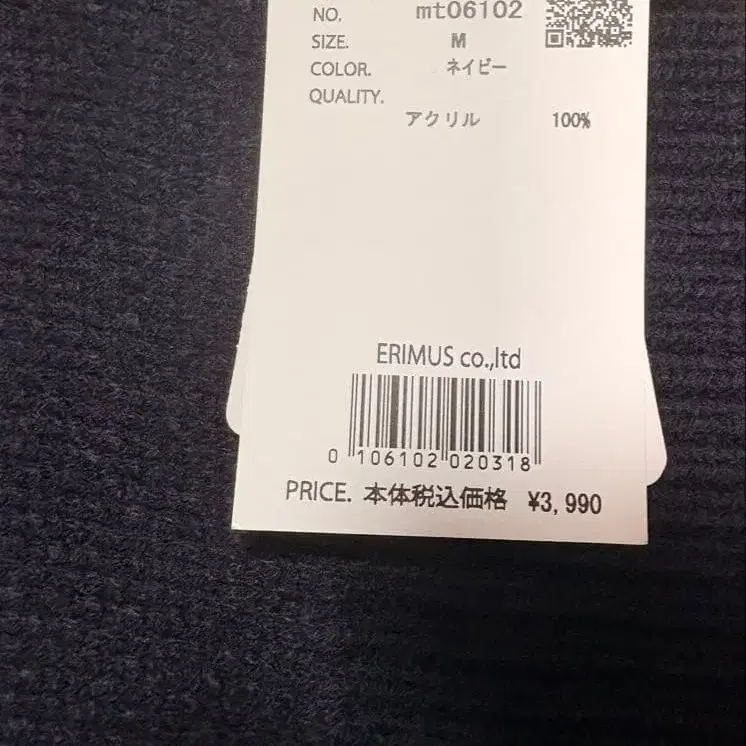 NO. mt06102
SIZE. M
COLOR. ネイビー
QUALITY.
アクリル 100%
ERIMUS co.,ltd
0 106102 020318
PRICE. 本体税込価格 ¥3,990